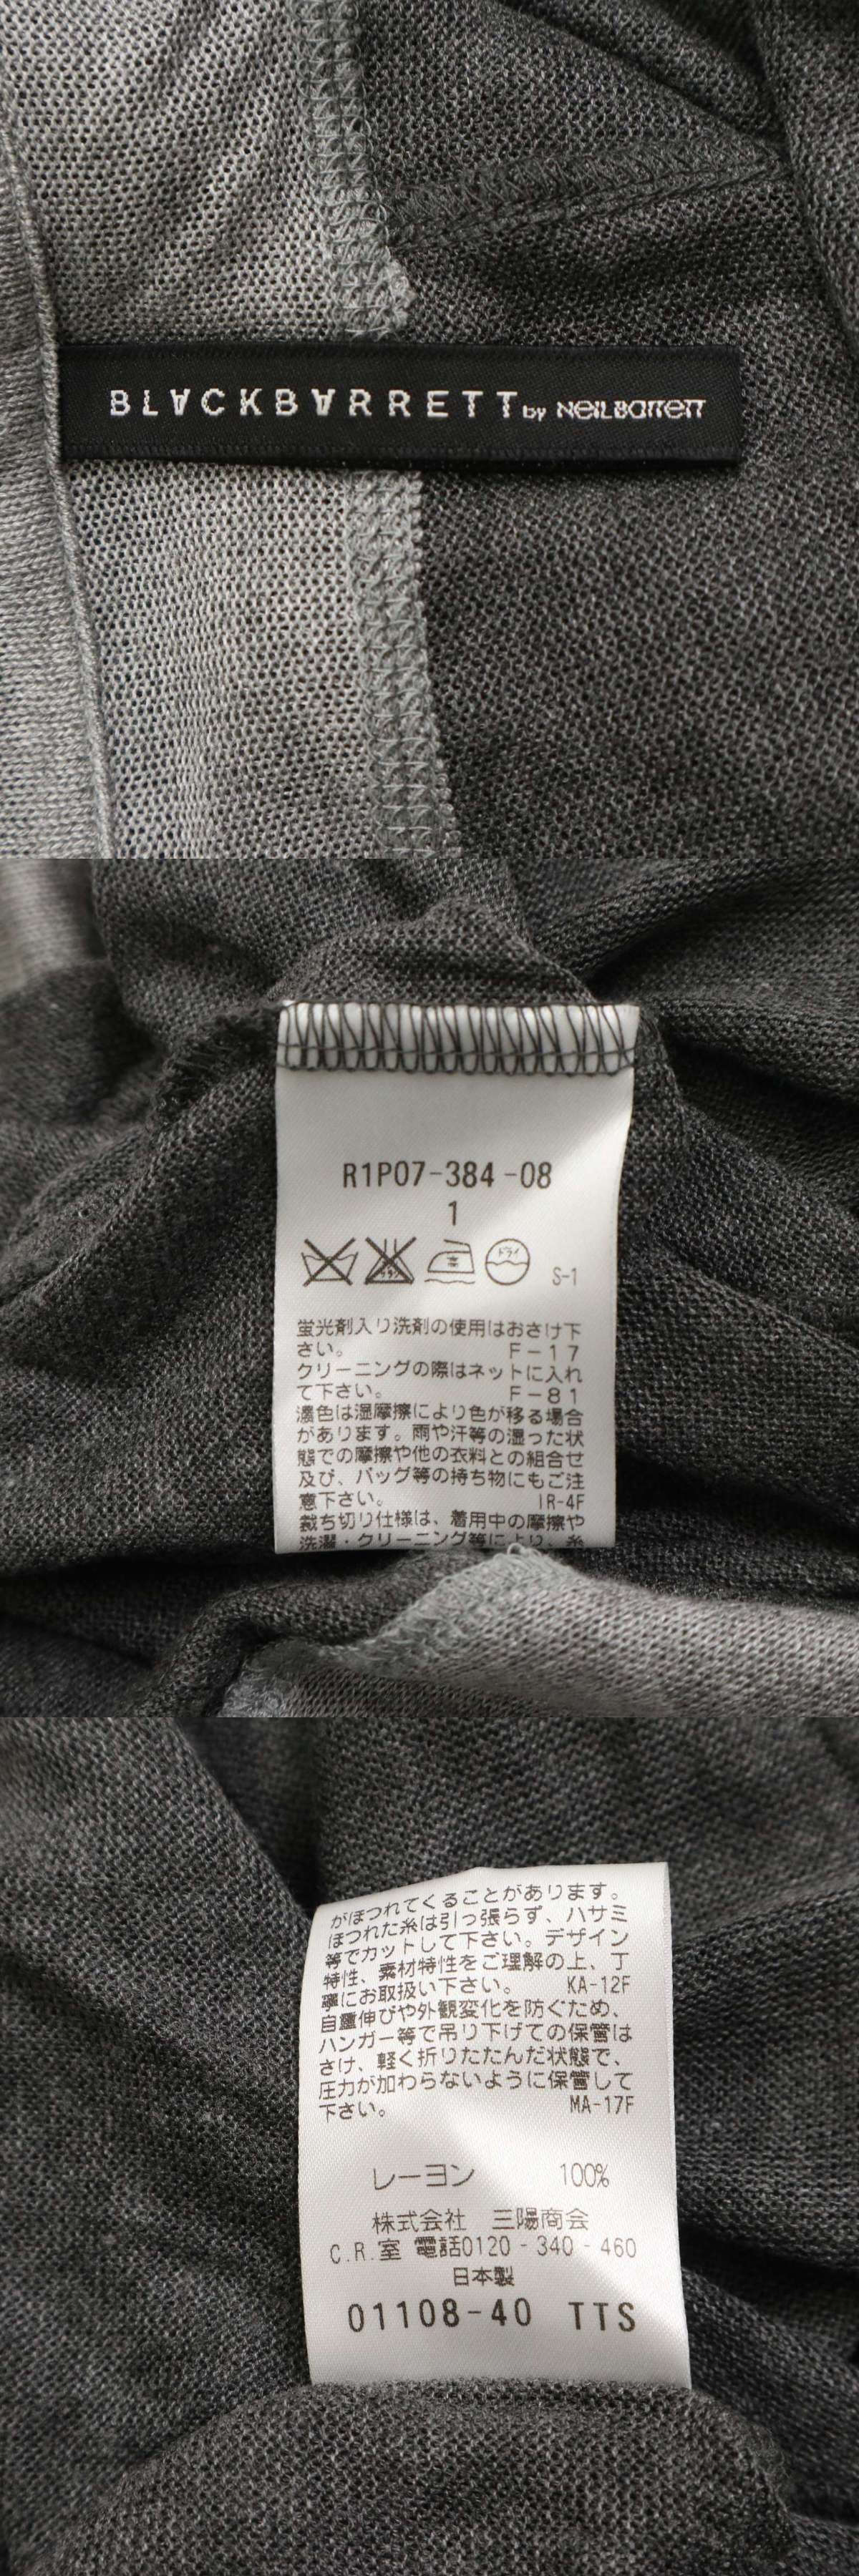 BLACKBARRETT by NEILBARRETT
R1P07-384-08
1
ドライ
S-1
蛍光剤入り洗剤の使用はおさけ下
さい。 F-17
クリーニングの際はネットに入れ
て下さい。 F-81
濃色は湿摩擦により色が移る場合
があります。雨や汗等の湿った状
態での摩擦や他の衣料との組合せ
及び、バッグ等の持ち物にもご注
意下さい。 IR-4F
裁ち切り仕様は、着用中の摩擦や
洗濯・クリーニング等により、糸
がほつれてくることがあります。
ほつれた糸は引っ張らず、ハサミ
等でカットして下さい。デザイン
特性、素材特性をご理解の上、丁
寧にお取扱い下さい。 KA-12F
自重伸びや外観変化を防ぐため、
ハンガー等で吊り下げての保管は
さけ、軽く折りたたんだ状態で、
圧力が加わらないように保管して
下さい。 MA-17F
レーヨン 100%
株式会社 三陽商会
C.R.室 電話0120-340-460
日本製
01108-40 TTS